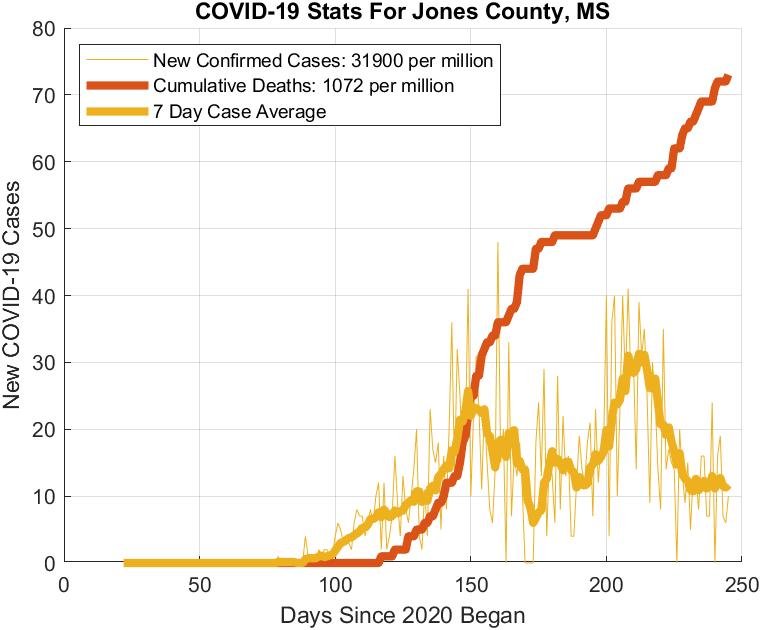 COVID-19 Stats For Jones County, MS
New Confirmed Cases: 31900 per million
Cumulative Deaths: 1072 per million
7 Day Case Average
New COVID-19 Cases
80
70
60
50
40
30
20
10
0
0 50 100 150 200 250
Days Since 2020 Began